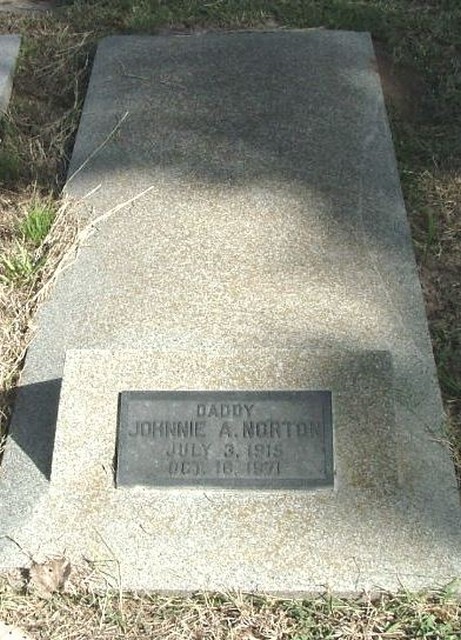 DADDY
JOHNNIE A. NORTON
JULY 3, 1915
OCT. 16, 1971